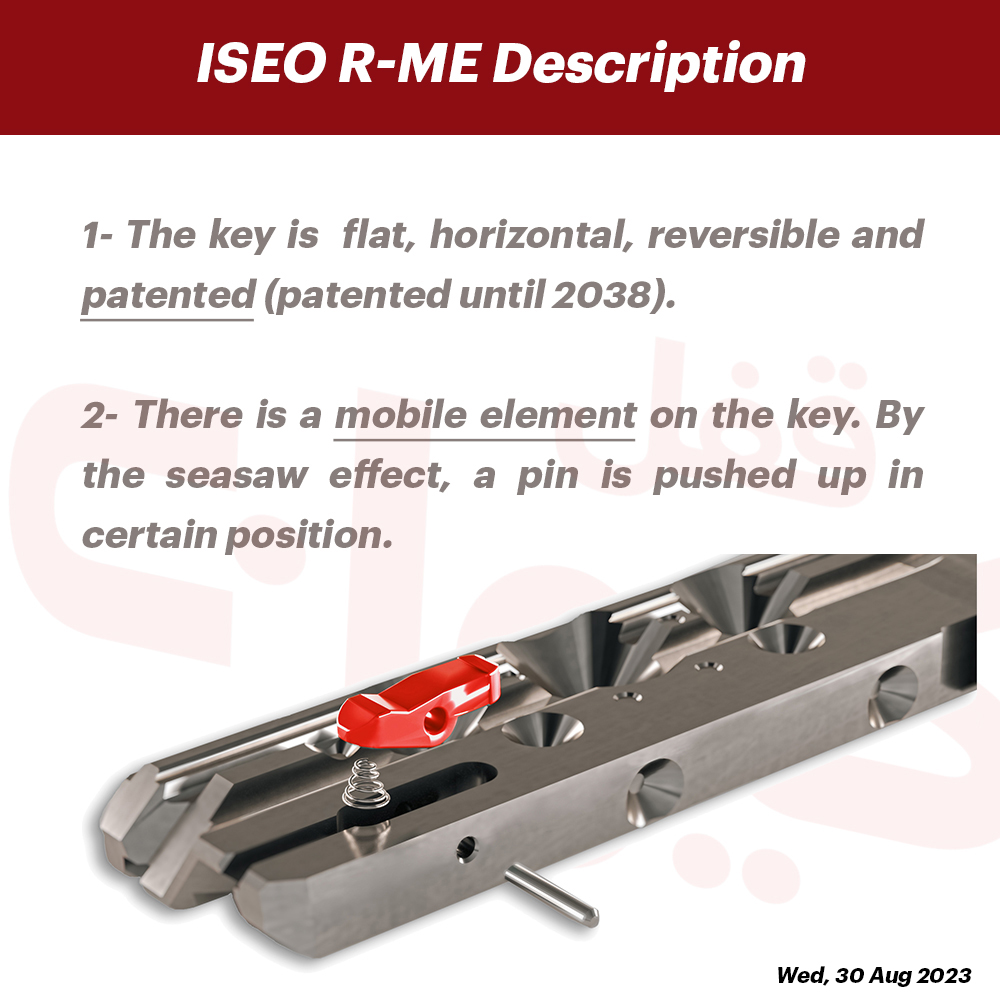 ISEO R-ME Description
1- The key is flat, horizontal, reversible and
patented (patented until 2038).
2- There is a mobile element on the key. By
the seasaw effect, a pin is pushed up in
certain position.
قفل
Wed, 30 Aug 2023